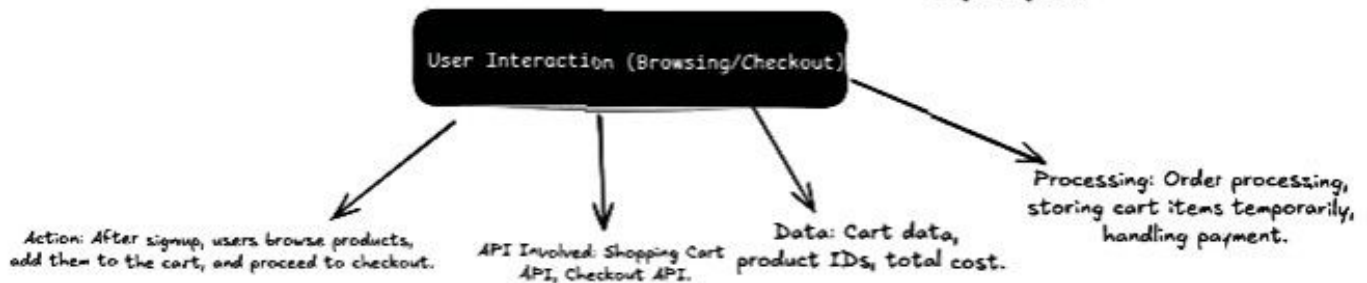 User Interaction (Browsing/Checkout)
Action: After signup, users browse products,
add them to the cart, and proceed to checkout.
API Involved: Shopping Cart
API, Checkout API.
Data: Cart data,
product IDs, total cost.
Processing: Order processing,
storing cart items temporarily,
handling payment.